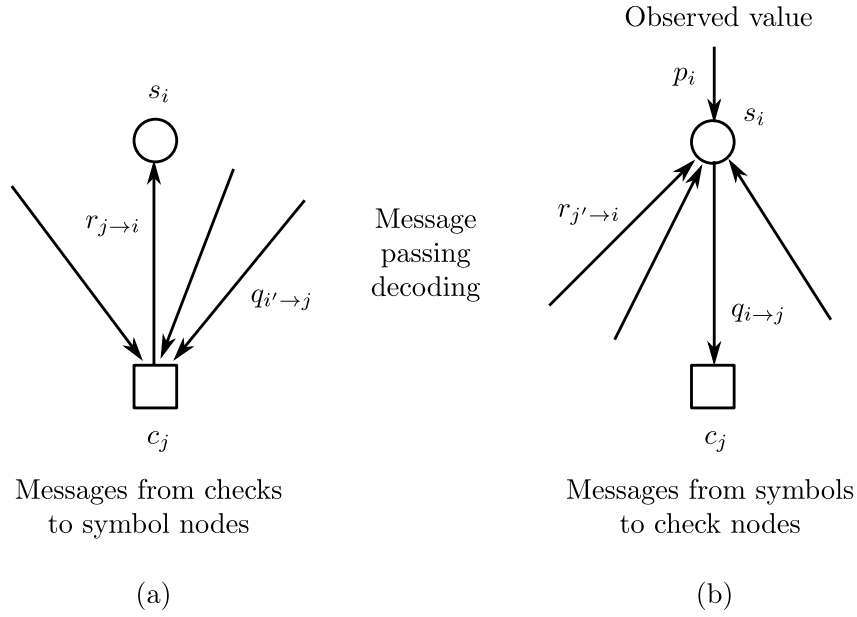 Observed value
p_i
s_i
s_i
r_{j→i}
q_{i'→j}
Message
passing
decoding
r_{j'→i}
q_{i→j}
c_j
c_j
Messages from checks
to symbol nodes
Messages from symbols
to check nodes
(a)
(b)